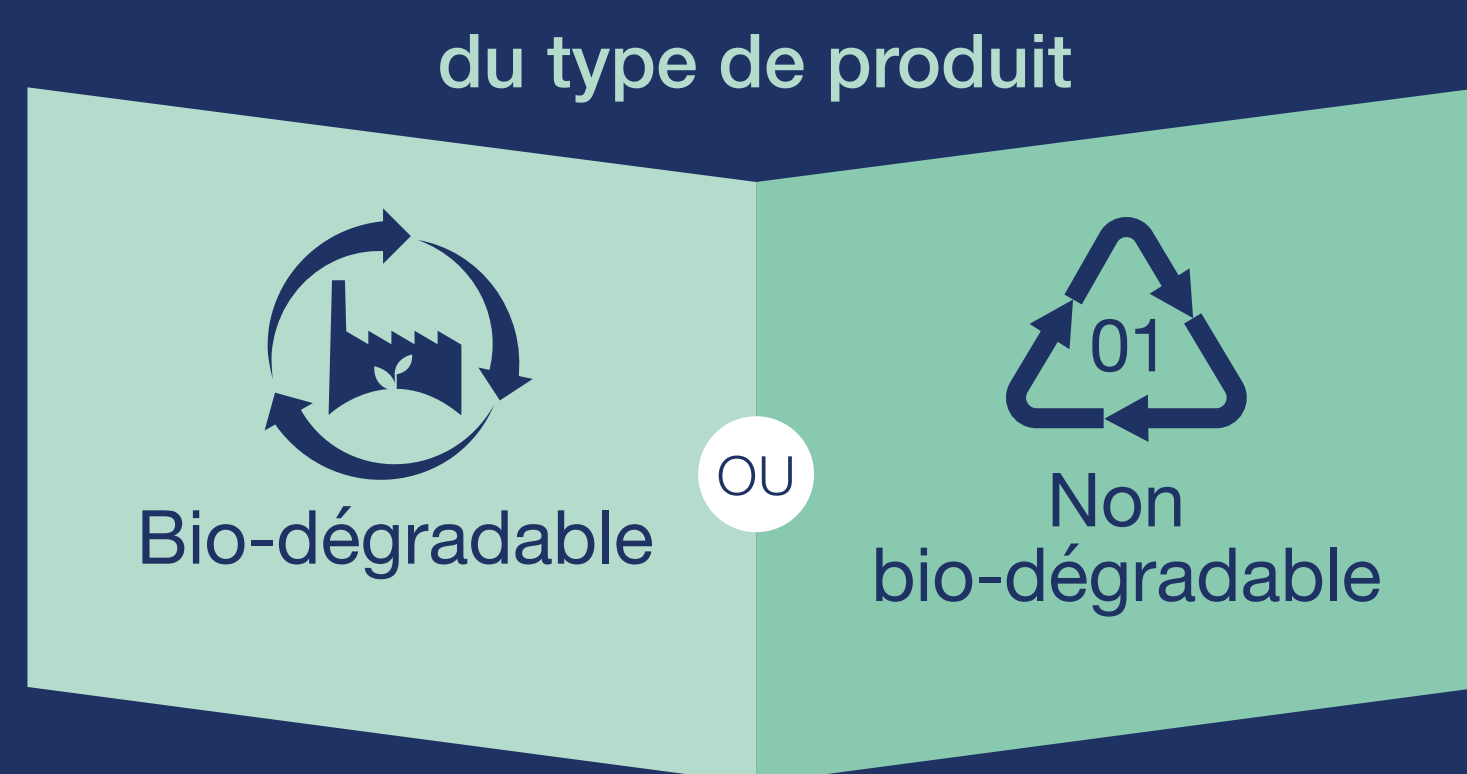 du type de produit
01
Bio-dégradable
OU
Non
bio-dégradable